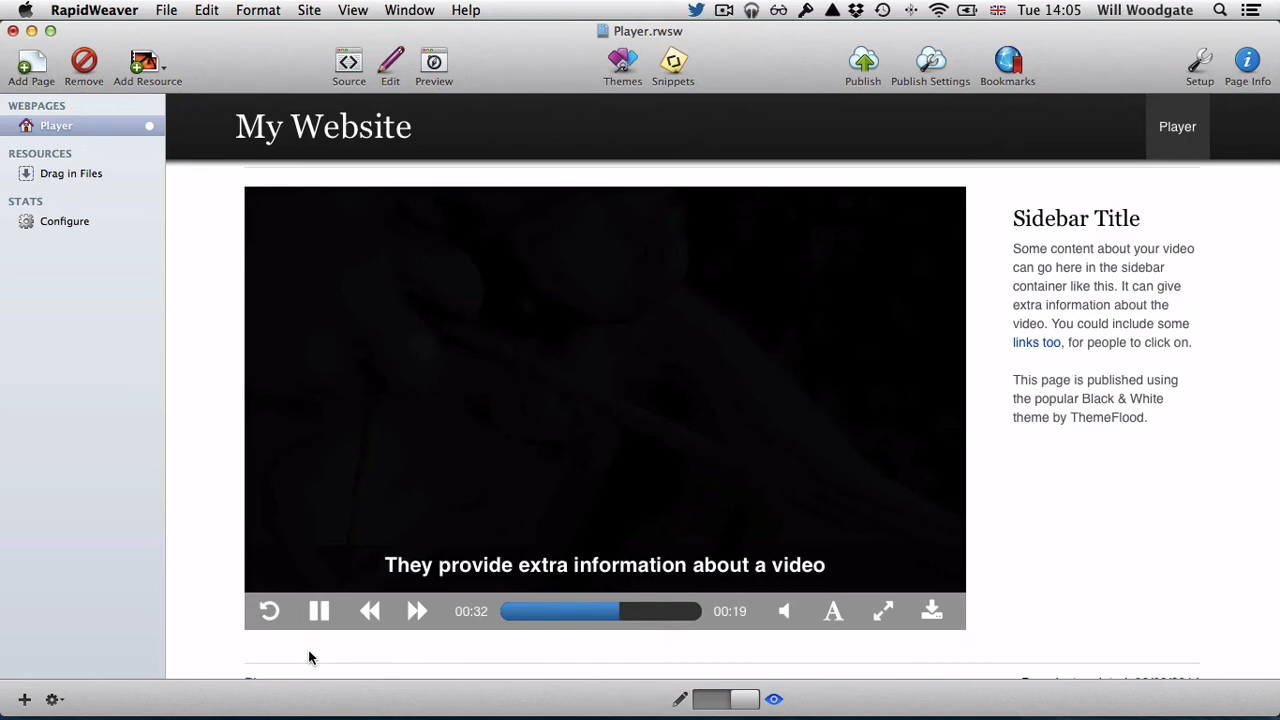 RapidWeaver File Edit Format Site View Window Help Tue 14:05 Will Woodgate
Player.rwsw
Add Page Remove Add Resource Source Edit Preview Themes Snippets Publish Publish Settings Bookmarks Setup Page Info
WEBPAGES
Player
RESOURCES
Drag in Files
STATS
Configure
My Website
Player
They provide extra information about a video
00:32
00:19
A
Sidebar Title
Some content about your video
can go here in the sidebar
container like this. It can give
extra information about the
video. You could include some
links too, for people to click on.
This page is published using
the popular Black & White
theme by ThemeFlood.